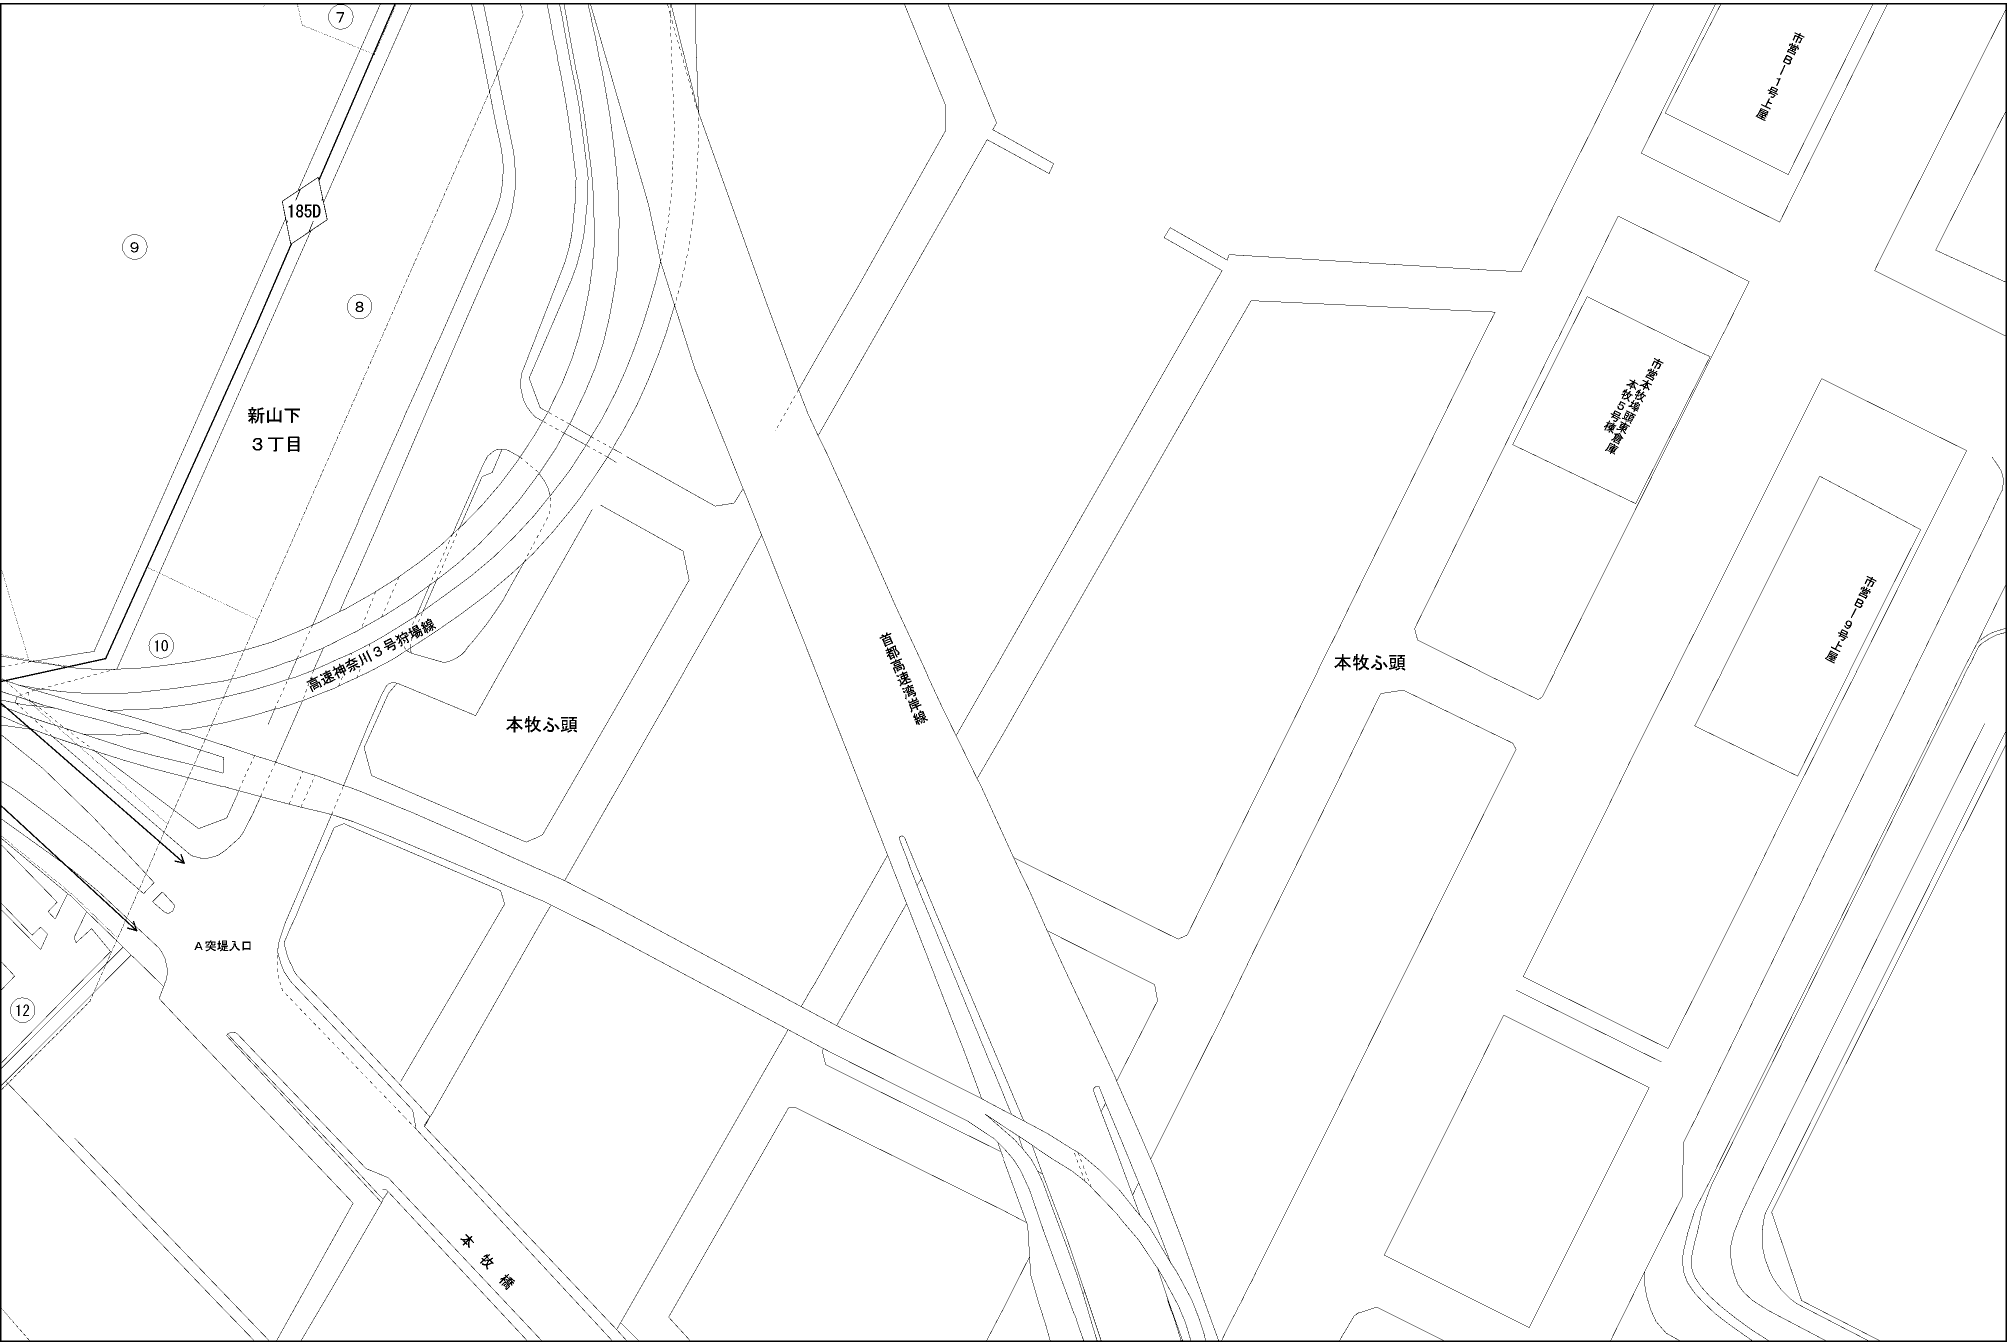 7
市営B-1号上屋
185D
9
8
新山下
3丁目
市営本牧埠頭東倉庫
本牧5号棟
市営B-9号上屋
10
高速神奈川3号狩場線
首都高速湾岸線
本牧ふ頭
本牧ふ頭
A突堤入口
12
本牧橋